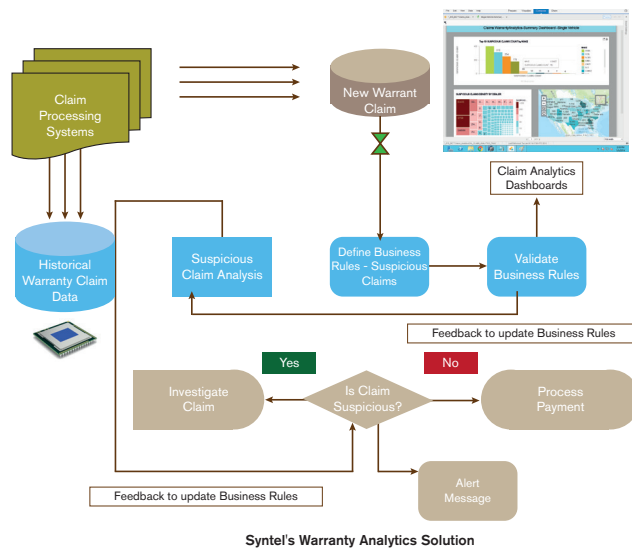 Claim
Processing
Systems
New Warrant
Claim
Claim Analytics
Dashboards
Historical
Warranty Claim
Data
Suspicious
Claim Analysis
Define Business
Rules - Suspicious
Claims
Validate
Business Rules
Feedback to update Business Rules
Yes
No
Investigate
Claim
Is Claim
Suspicious?
Process
Payment
Feedback to update Business Rules
Alert
Message
Syntel's Warranty Analytics Solution